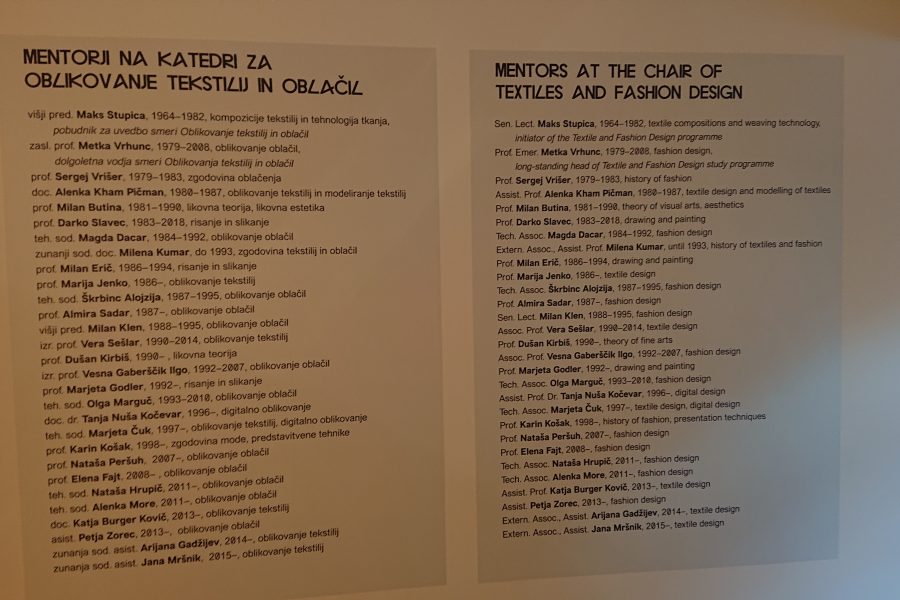 MENTORJI NA KATEDRI ZA
OBLIKOVANJE TEKSTILIJ IN OBLAČIL
višji pred. Maks Stupica, 1964–1982, kompozicije tekstilij in tehnologija tkanja,
pobudnik za uvedbo smeri Oblikovanje tekstilij in oblačil
zasl. prof. Metka Vrhunc, 1979–2008, oblikovanje oblačil,
dolgoletna vodja smeri Oblikovanja tekstilij in oblačil
prof. Sergej Vrišer, 1979–1983, zgodovina oblačenja
doc. Alenka Kham Pičman, 1980–1987, oblikovanje tekstilij in modeliranje tekstilij
prof. Milan Butina, 1981–1990, likovna teorija, likovna estetika
prof. Darko Slavec, 1983–2018, risanje in slikanje
teh. sod. Magda Dacar, 1984–1992, oblikovanje oblačil
zunanji sod. doc. Milena Kumar, do 1993, zgodovina tekstilij in oblačil
prof. Milan Erič, 1986–1994, risanje in slikanje
prof. Marija Jenko, 1986–, oblikovanje tekstilij
teh. sod. Škrbinc Alojzija, 1987–1995, oblikovanje oblačil
prof. Almira Sadar, 1987–, oblikovanje oblačil
višji pred. Milan Klen, 1988–1995, oblikovanje oblačil
izr. prof. Vera Sešlar, 1990–2014, oblikovanje tekstilij
prof. Dušan Kirbiš, 1990– , likovna teorija
izr. prof. Vesna Gaberščik Ilgo, 1992–2007, oblikovanje oblačil
prof. Marjeta Godler, 1992–, risanje in slikanje
teh. sod. Olga Marguč, 1993–2010, oblikovanje oblačil
doc. dr. Tanja Nuša Kočevar, 1996–, digitalno oblikovanje
teh. sod. Marjeta Čuk, 1997–, oblikovanje tekstilij, digitalno oblikovanje
prof. Karin Košak, 1998–, zgodovina mode, predstavitvene tehnike
prof. Nataša Peršuh, 2007–, oblikovanje oblačil
prof. Elena Fajt, 2008– , oblikovanje oblačil
teh. sod. Nataša Hrupič, 2011–, oblikovanje oblačil
teh. sod. Alenka More, 2011–, oblikovanje oblačil
doc. Katja Burger Kovič, 2013–, oblikovanje tekstilij
asist. Petja Zorec, 2013–, oblikovanje oblačil
zunanja sod. asist. Arijana Gadžijev, 2014–, oblikovanje tekstilij
zunanja sod. asist. Jana Mršnik, 2015–, oblikovanje tekstilij
MENTORS AT THE CHAIR OF
TEXTILES AND FASHION DESIGN
Sen. Lect. Maks Stupica, 1964–1982, textile compositions and weaving technology,
initiator of the Textile and Fashion Design programme
Prof. Emer. Metka Vrhunc, 1979–2008, fashion design,
long-standing head of Textile and Fashion Design study programme
Prof. Sergej Vrišer, 1979–1983, history of fashion
Assist. Prof. Alenka Kham Pičman, 1980–1987, textile design and modelling of textiles
Prof. Milan Butina, 1981–1990, theory of visual arts, aesthetics
Prof. Darko Slavec, 1983–2018, drawing and painting
Tech. Assoc. Magda Dacar, 1984–1992, fashion design
Extern. Assoc., Assist. Prof. Milena Kumar, until 1993, history of textiles and fashion
Prof. Milan Erič, 1986–1994, drawing and painting
Prof. Marija Jenko, 1986–, textile design
Tech. Assoc. Škrbinc Alojzija, 1987–1995, fashion design
Prof. Almira Sadar, 1987–, fashion design
Sen. Lect. Milan Klen, 1988–1995, fashion design
Assoc. Prof. Vera Sešlar, 1990–2014, textile design
Prof. Dušan Kirbiš, 1990–, theory of fine arts
Assoc. Prof. Vesna Gaberščik Ilgo, 1992–2007, fashion design
Prof. Marjeta Godler, 1992–, drawing and painting
Tech. Assoc. Olga Marguč, 1993–2010, fashion design
Assist. Prof. Dr. Tanja Nuša Kočevar, 1996–, digital design
Tech. Assoc. Marjeta Čuk, 1997–, textile design, digital design
Prof. Karin Košak, 1998–, history of fashion, presentation techniques
Prof. Nataša Peršuh, 2007–, fashion design
Prof. Elena Fajt, 2008–, fashion design
Tech. Assoc. Nataša Hrupič, 2011–, fashion design
Tech. Assoc. Alenka More, 2011–, fashion design
Assist. Prof. Katja Burger Kovič, 2013–, textile design
Assist. Petja Zorec, 2013–, fashion design
Extern. Assoc., Assist. Arijana Gadžijev, 2014–, textile design
Extern. Assoc., Assist. Jana Mršnik, 2015–, textile design